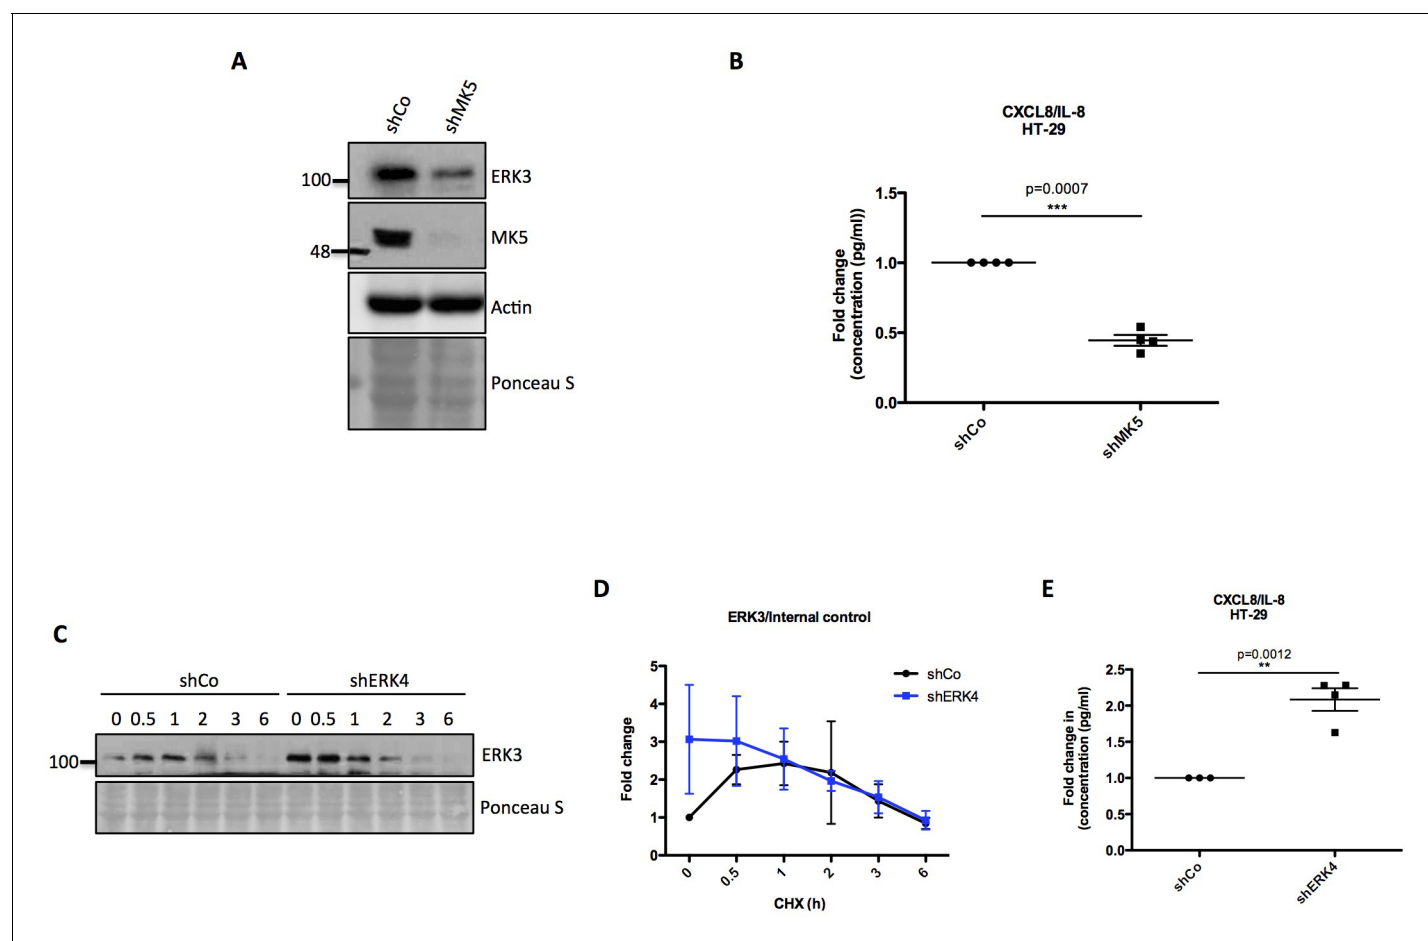 A
shCo
shMK5
100
ERK3
48
MK5
Actin
Ponceau S
B
CXCL8/IL-8
HT-29
p=0.0007
***
1.5
1.0
0.5
0.0
Fold change
(concentration (pg/ml))
shCo
shMK5
C
shCo shERK4
0 0.5 1 2 3 6 0 0.5 1 2 3 6
100
ERK3
Ponceau S
D
ERK3/Internal control
5
4
3
2
1
0
Fold change
shCo
shERK4
0 0.5 1 2 3 6
CHX (h)
E
CXCL8/IL-8
HT-29
p=0.0012
**
2.5
2.0
1.5
1.0
0.5
0.0
Fold change in
(concentration (pg/ml)
shCo
shERK4